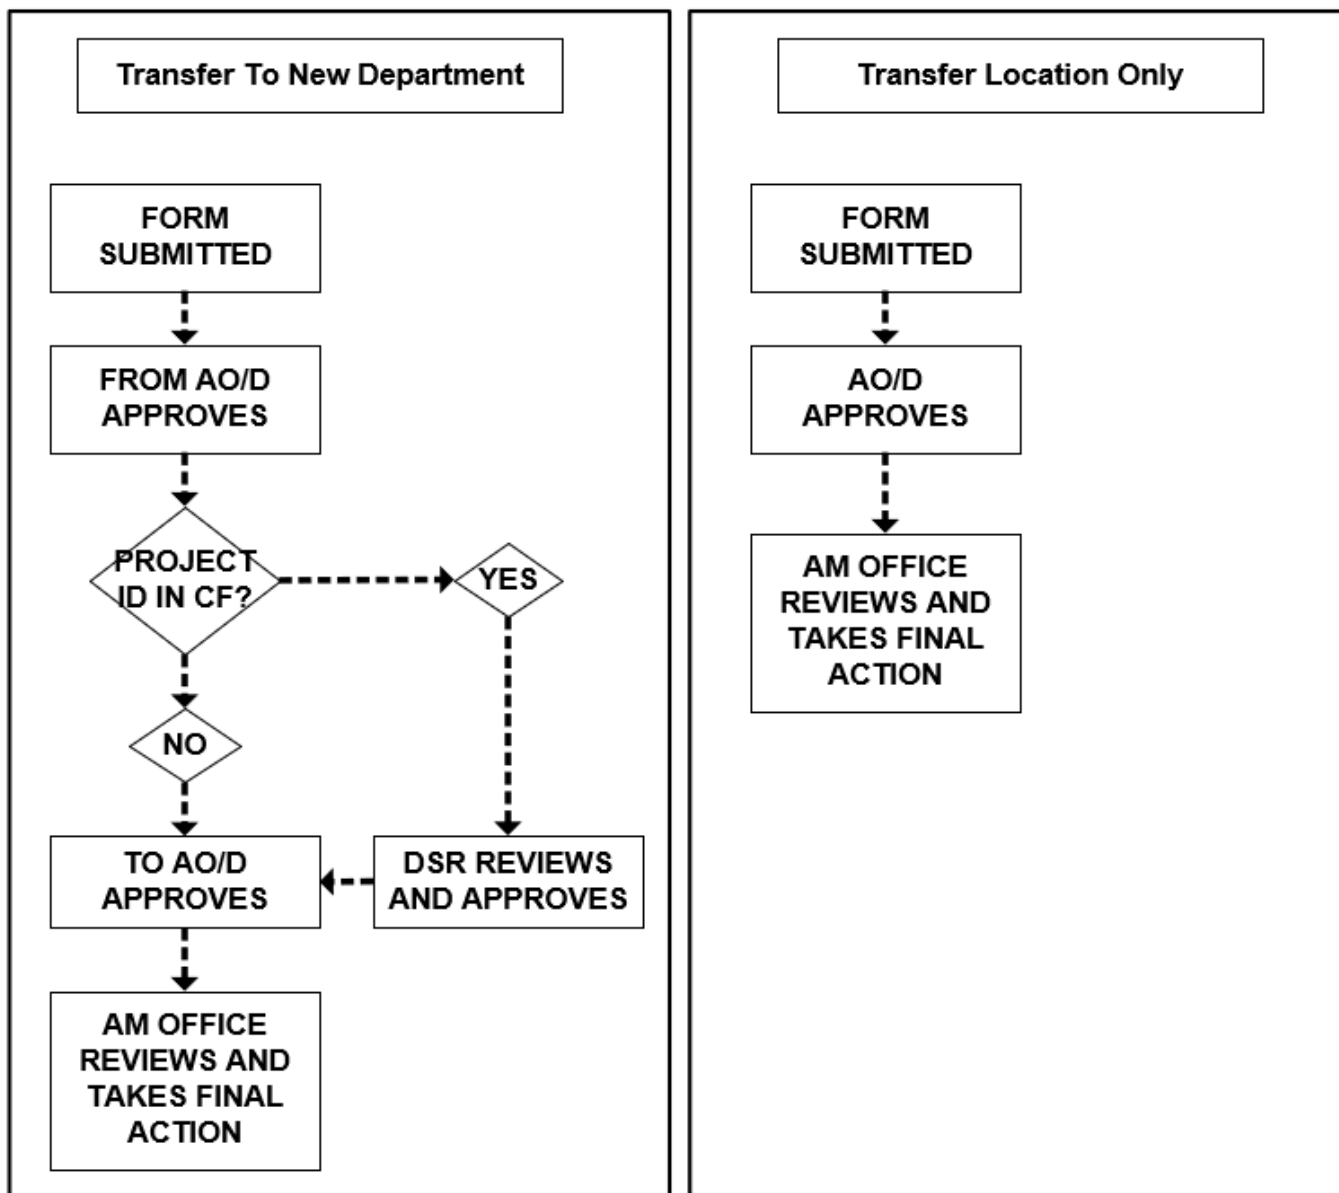 Transfer To New Department
FORM
SUBMITTED
FROM AO/D
APPROVES
PROJECT
ID IN CF?
YES
NO
TO AO/D
APPROVES
DSR REVIEWS
AND APPROVES
AM OFFICE
REVIEWS AND
TAKES FINAL
ACTION
Transfer Location Only
FORM
SUBMITTED
AO/D
APPROVES
AM OFFICE
REVIEWS AND
TAKES FINAL
ACTION